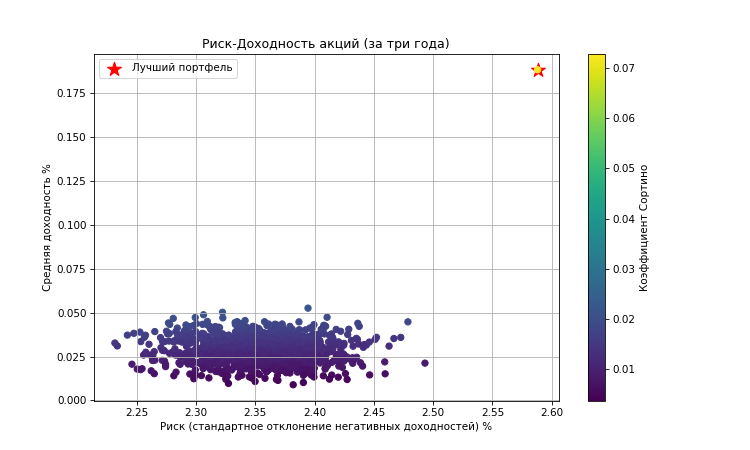 Риск-Доходность акций (за три года)
Лучший портфель
Средняя доходность %
0.175
0.150
0.125
0.100
0.075
0.050
0.025
0.000
2.25 2.30 2.35 2.40 2.45 2.50 2.55 2.60
Риск (стандартное отклонение негативных доходностей) %
0.07
0.06
0.05
0.04
0.03
0.02
0.01
Коэффициент Сортино